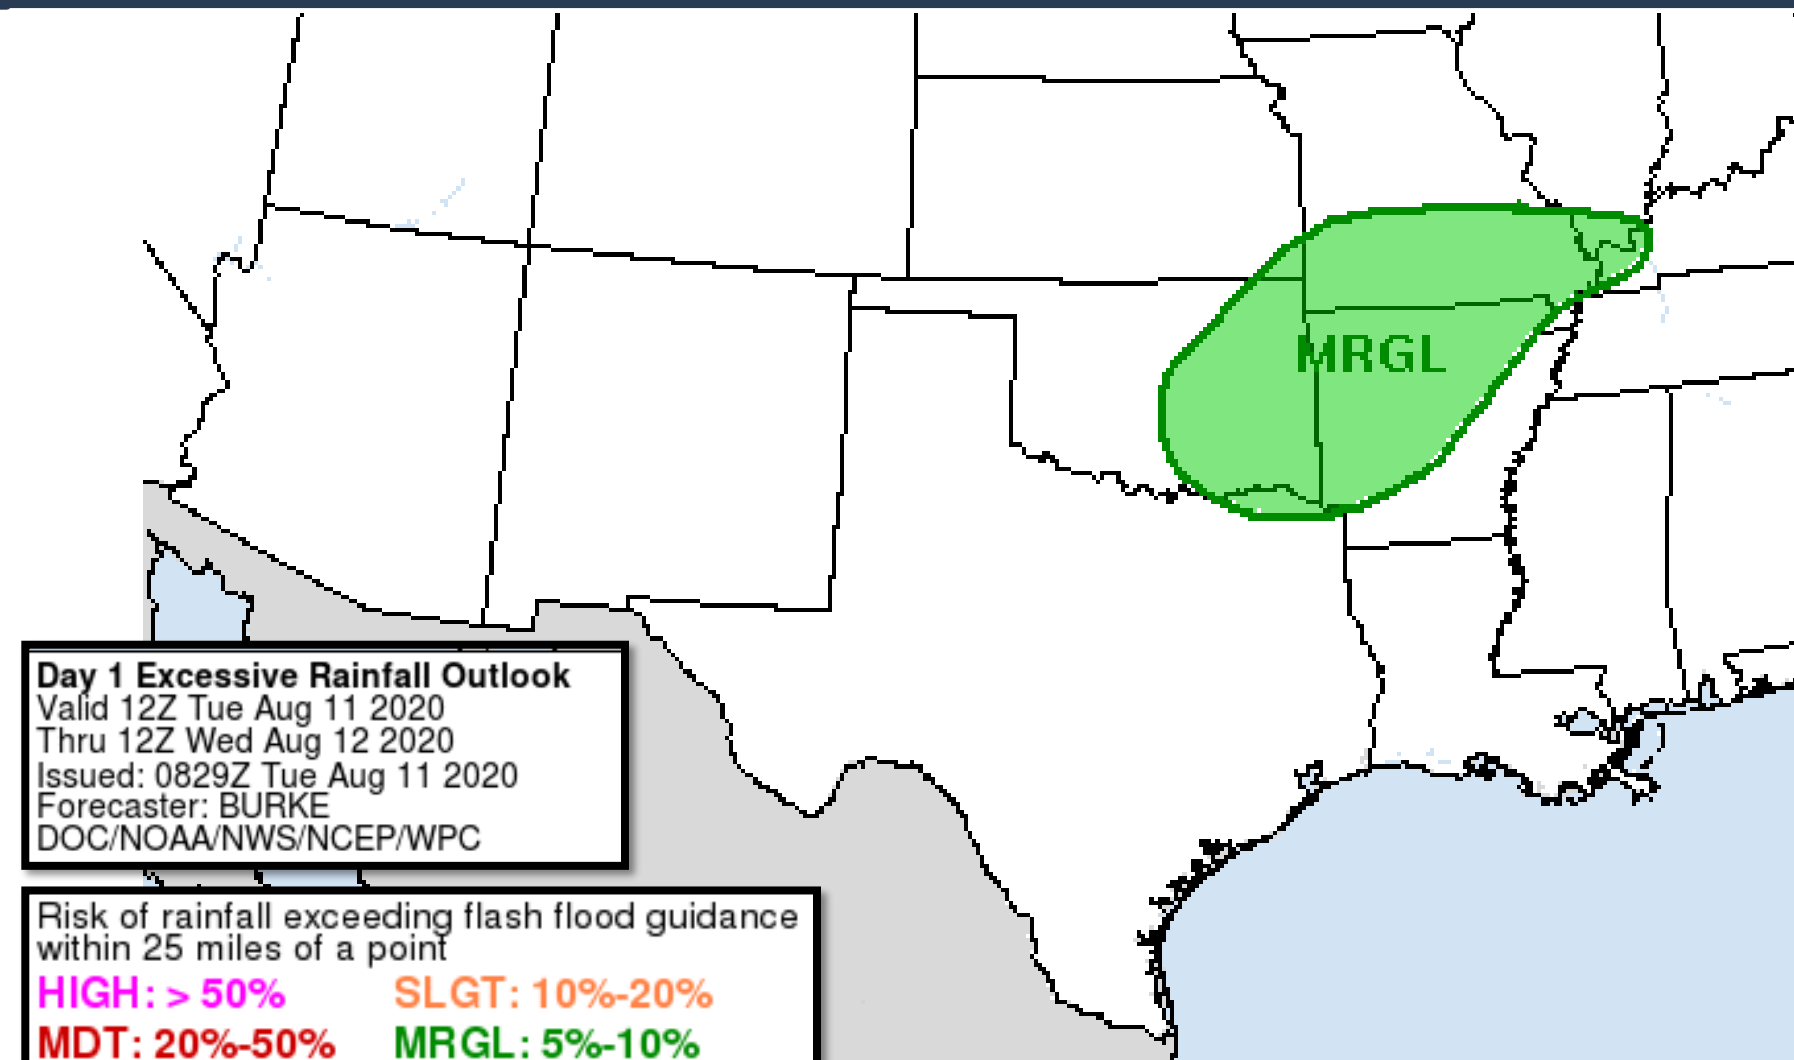 MRGL
Day 1 Excessive Rainfall Outlook
Valid 12Z Tue Aug 11 2020
Thru 12Z Wed Aug 12 2020
Issued: 0829Z Tue Aug 11 2020
Forecaster: BURKE
DOC/NOAA/NWS/NCEP/WPC
Risk of rainfall exceeding flash flood guidance
within 25 miles of a point
HIGH: > 50% SLGT: 10%-20%
MDT: 20%-50% MRGL: 5%-10%